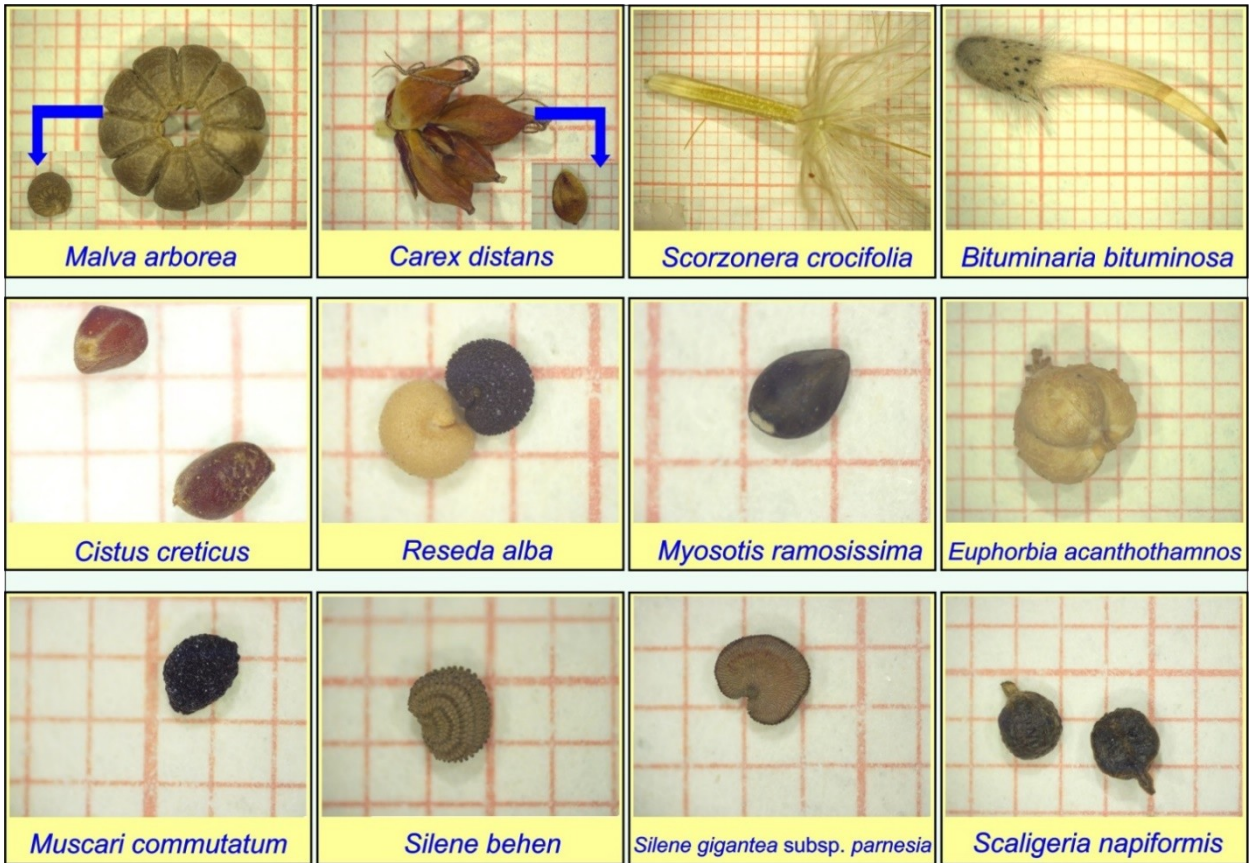 Malva arborea
Carex distans
Scorzonera crocifolia
Bituminaria bituminosa
Cistus creticus
Reseda alba
Myosotis ramosissima
Euphorbia acanthothamnos
Muscari commutatum
Silene behen
Silene gigantea subsp. parnesia
Scaligeria napiformis